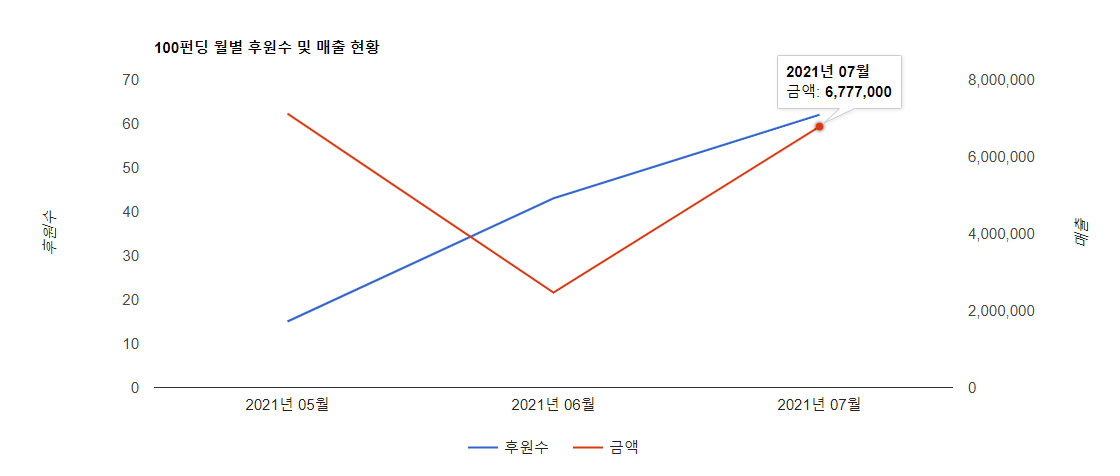 100펀딩 월별 후원수 및 매출 현황
2021년 07월
금액: 6,777,000
70
60
50
40
30
20
10
0
후원수
8,000,000
6,000,000
4,000,000
2,000,000
0
매출
2021년 05월
2021년 06월
2021년 07월
후원수
금액